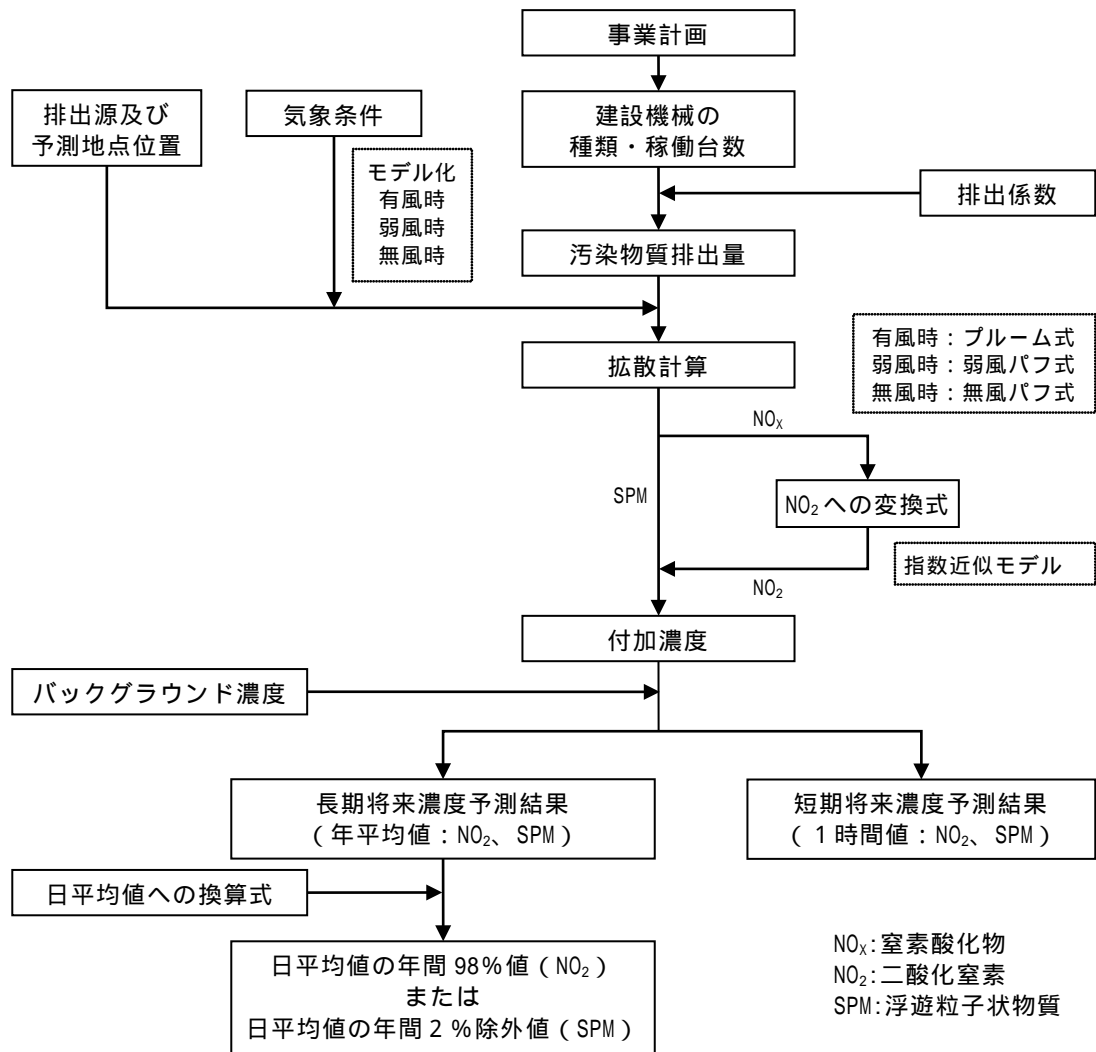 事業計画
排出源及び
予測地点位置
気象条件
建設機械の
種類・稼働台数
モデル化
有風時
弱風時
無風時
排出係数
汚染物質排出量
有風時：プルーム式
弱風時：弱風パフ式
無風時：無風パフ式
拡散計算
NOX
SPM
NO2への変換式
指数近似モデル
NO2
付加濃度
バックグラウンド濃度
長期将来濃度予測結果
（年平均値：NO2、SPM）
短期将来濃度予測結果
（１時間値：NO2、SPM）
日平均値への換算式
日平均値の年間98％値（NO2）
または
日平均値の年間２％除外値（SPM）
NOX:窒素酸化物
NO2:二酸化窒素
SPM:浮遊粒子状物質